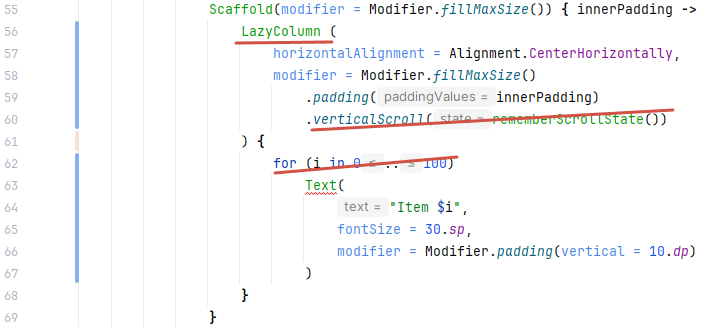 55 Scaffold(modifier = Modifier.fillMaxSize()) { innerPadding ->
56 LazyColumn (
57 horizontalAlignment = Alignment.CenterHorizontally,
58 modifier = Modifier.fillMaxSize()
59 .padding( paddingValues = innerPadding)
60 .verticalScroll( state = rememberScrollState())
61 ) {
62 for (i in 0 ≤ .. ≤ 100)
63 Text(
64 text = "Item $i",
65 fontSize = 30.sp,
66 modifier = Modifier.padding(vertical = 10.dp)
67 )
68 }
69 }